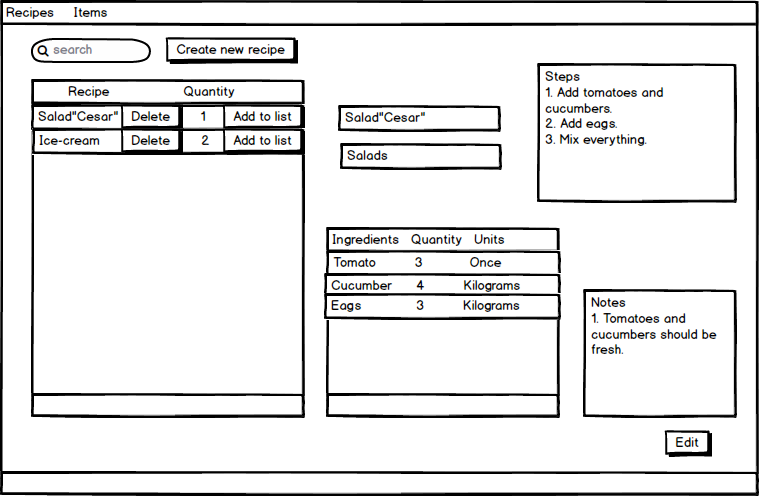 Recipes Items
search
Create new recipe
Recipe Quantity
Salad"Cesar" Delete 1 Add to list
Ice-cream Delete 2 Add to list
Salad"Cesar"
Salads
Steps
1. Add tomatoes and
cucumbers.
2. Add eags.
3. Mix everything.
Ingredients Quantity Units
Tomato 3 Once
Cucumber 4 Kilograms
Eags 3 Kilograms
Notes
1. Tomatoes and
cucumbers should be
fresh.
Edit